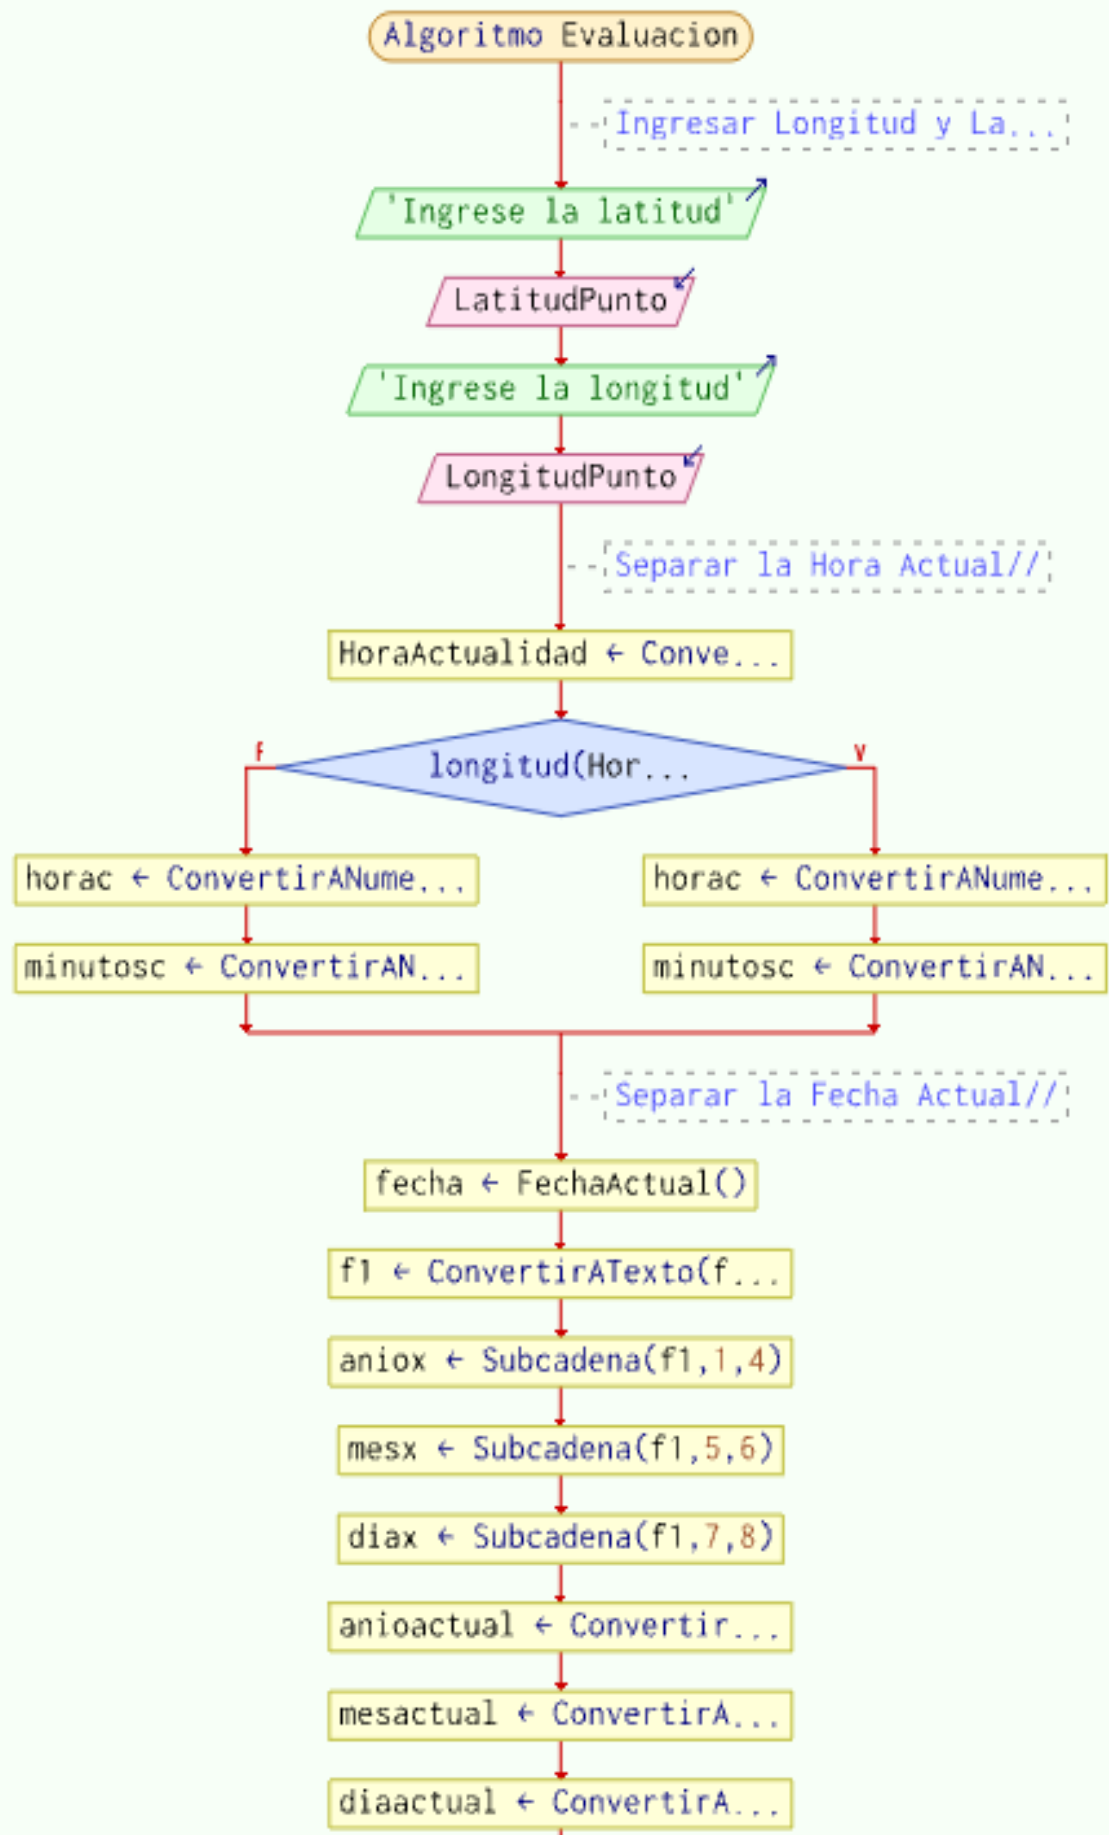 Algoritmo Evaluacion
Ingresar Longitud y La...
'Ingrese la latitud'
LatitudPunto
'Ingrese la longitud'
LongitudPunto
Separar la Hora Actual//
HoraActualidad ← Conve...
longitud(Hor...
F
V
horac ← ConvertirANume...
minutosc ← ConvertirAN...
horac ← ConvertirANume...
minutosc ← ConvertirAN...
Separar la Fecha Actual//
fecha ← FechaActual()
f1 ← ConvertirATexto(f...
aniox ← Subcadena(f1,1,4)
mesx ← Subcadena(f1,5,6)
diax ← Subcadena(f1,7,8)
anioactual ← Convertir...
mesactual ← ConvertirA...
diaactual ← ConvertirA...